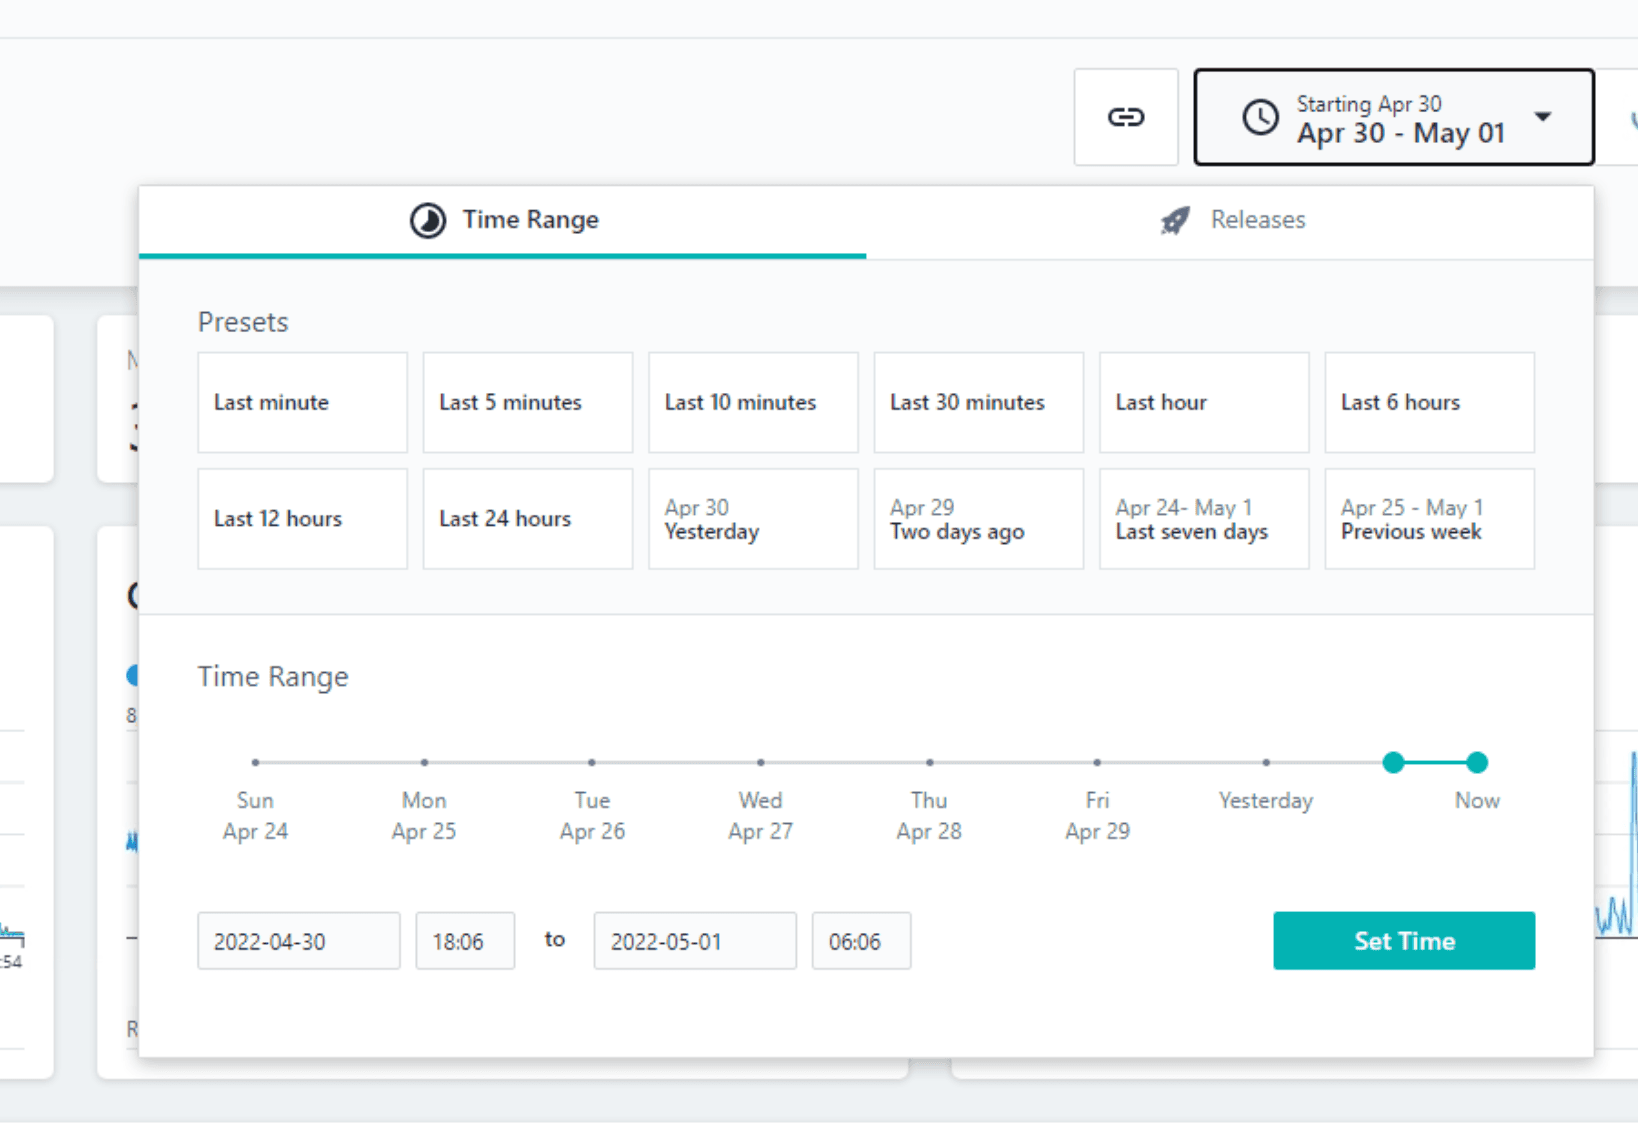 Starting Apr 30
Apr 30 - May 01
Time Range
Releases
Presets
Last minute
Last 5 minutes
Last 10 minutes
Last 30 minutes
Last hour
Last 6 hours
Last 12 hours
Last 24 hours
Apr 30
Yesterday
Apr 29
Two days ago
Apr 24- May 1
Last seven days
Apr 25 - May 1
Previous week
Time Range
Sun
Apr 24
Mon
Apr 25
Tue
Apr 26
Wed
Apr 27
Thu
Apr 28
Fri
Apr 29
Yesterday
Now
2022-04-30 18:06 to 2022-05-01 06:06
Set Time
:54
8
R